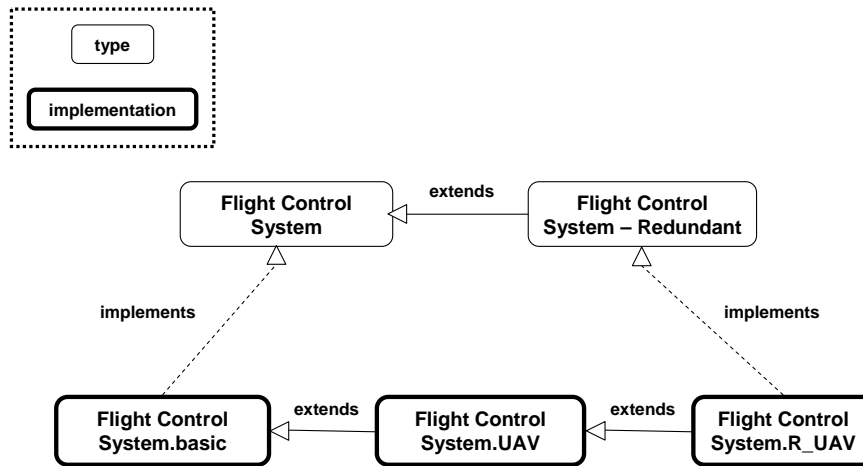 type
implementation
Flight Control
System
extends
Flight Control
System – Redundant
implements
implements
Flight Control
System.basic
extends
Flight Control
System.UAV
extends
Flight Control
System.R_UAV